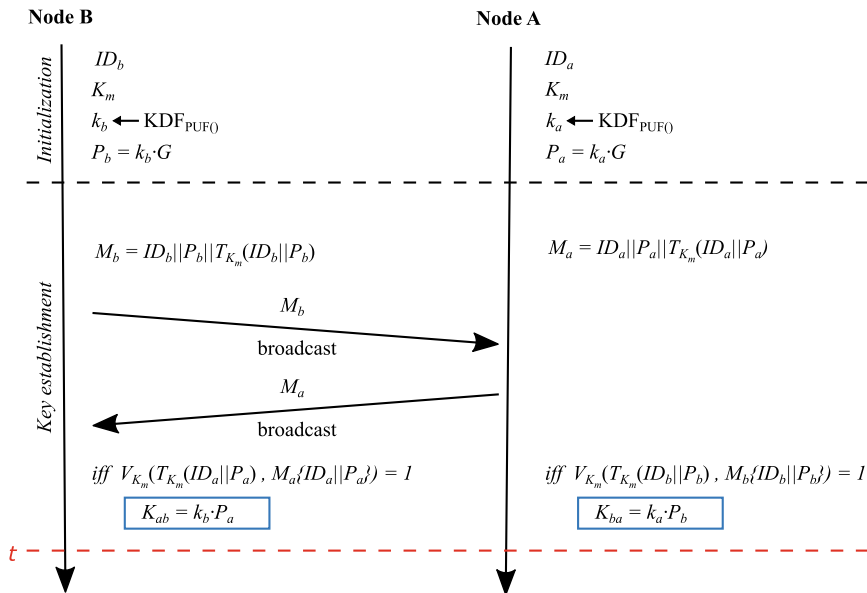 Node B
Node A
Initialization
ID_b
K_m
k_b ← KDF_PUF()
P_b = k_b·G
ID_a
K_m
k_a ← KDF_PUF()
P_a = k_a·G
Key establishment
M_b = ID_b||P_b||T_{K_m}(ID_b||P_b)
M_a = ID_a||P_a||T_{K_m}(ID_a||P_a)
M_b
broadcast
M_a
broadcast
iff V_{K_m}(T_{K_m}(ID_a||P_a) , M_a{ID_a||P_a}) = 1
K_ab = k_b·P_a
iff V_{K_m}(T_{K_m}(ID_b||P_b) , M_b{ID_b||P_b}) = 1
K_ba = k_a·P_b
t